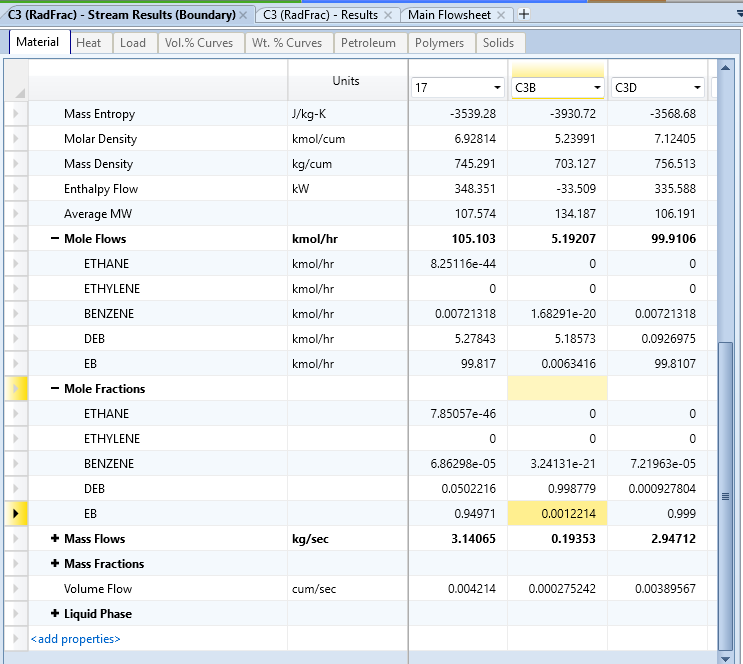 C3 (RadFrac) - Stream Results (Boundary) C3 (RadFrac) - Results Main Flowsheet
Material Heat Load Vol.% Curves Wt. % Curves Petroleum Polymers Solids
Units 17 C3B C3D
Mass Entropy J/kg-K -3539.28 -3930.72 -3568.68
Molar Density kmol/cum 6.92814 5.23991 7.12405
Mass Density kg/cum 745.291 703.127 756.513
Enthalpy Flow kW 348.351 -33.509 335.588
Average MW 107.574 134.187 106.191
Mole Flows kmol/hr 105.103 5.19207 99.9106
ETHANE kmol/hr 8.25116e-44 0 0
ETHYLENE kmol/hr 0 0 0
BENZENE kmol/hr 0.00721318 1.68291e-20 0.00721318
DEB kmol/hr 5.27843 5.18573 0.0926975
EB kmol/hr 99.817 0.0063416 99.8107
Mole Fractions
ETHANE 7.85057e-46 0 0
ETHYLENE 0 0 0
BENZENE 6.86298e-05 3.24131e-21 7.21963e-05
DEB 0.0502216 0.998779 0.000927804
EB 0.94971 0.0012214 0.999
Mass Flows kg/sec 3.14065 0.19353 2.94712
Mass Fractions
Volume Flow cum/sec 0.004214 0.000275242 0.00389567
Liquid Phase
<add properties>